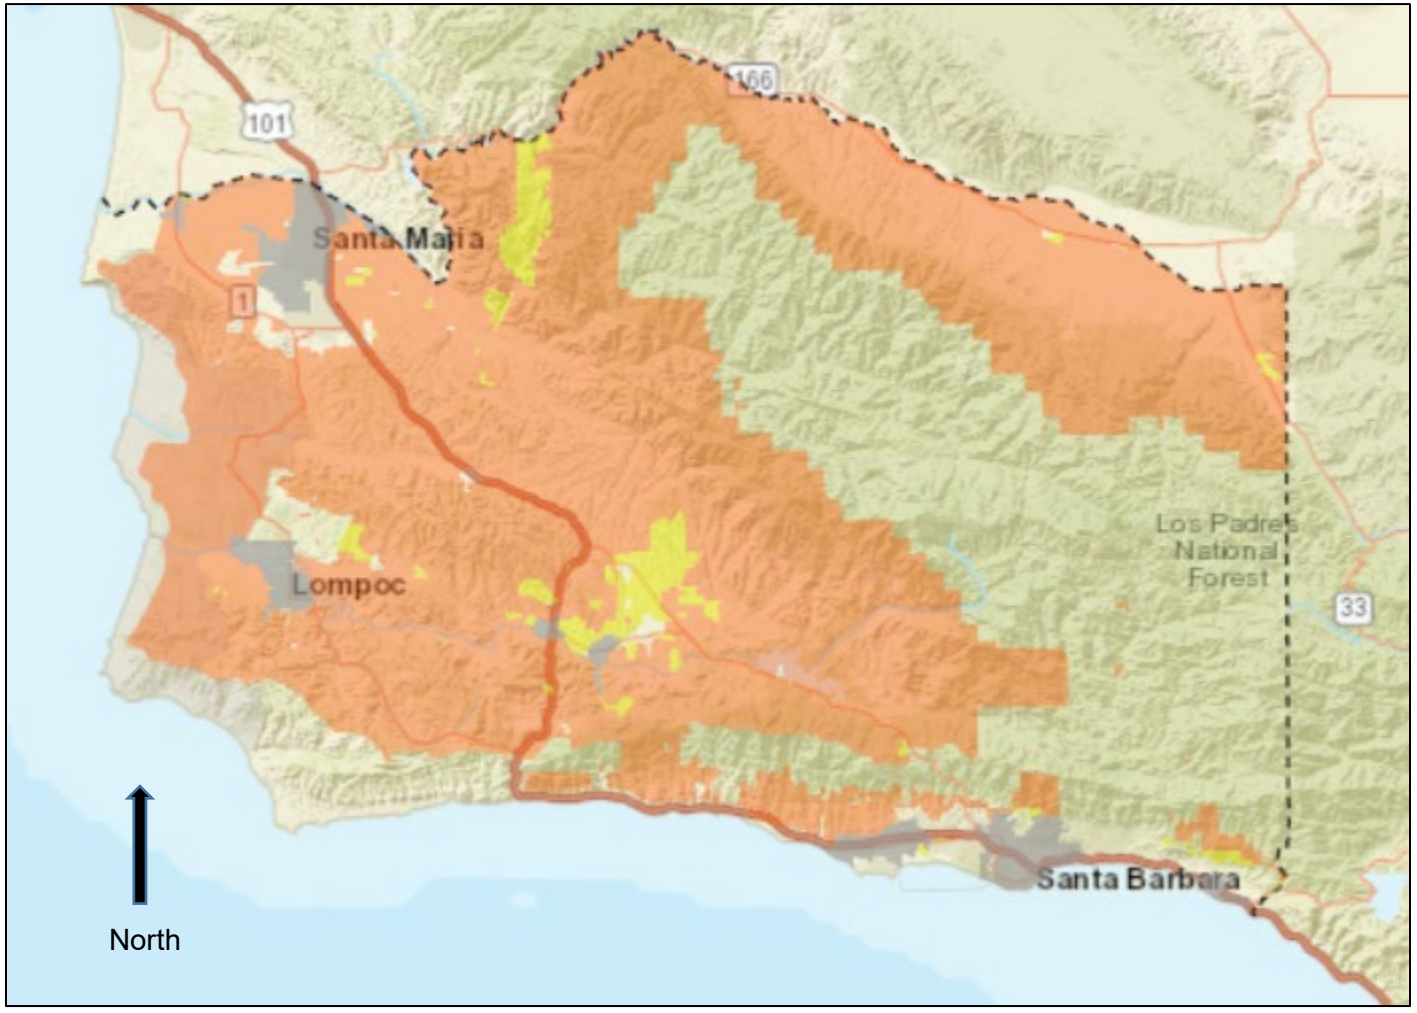 166
101
Santa Maria
1
Los Padres
National
Forest
Lompoc
33
Santa Barbara
North